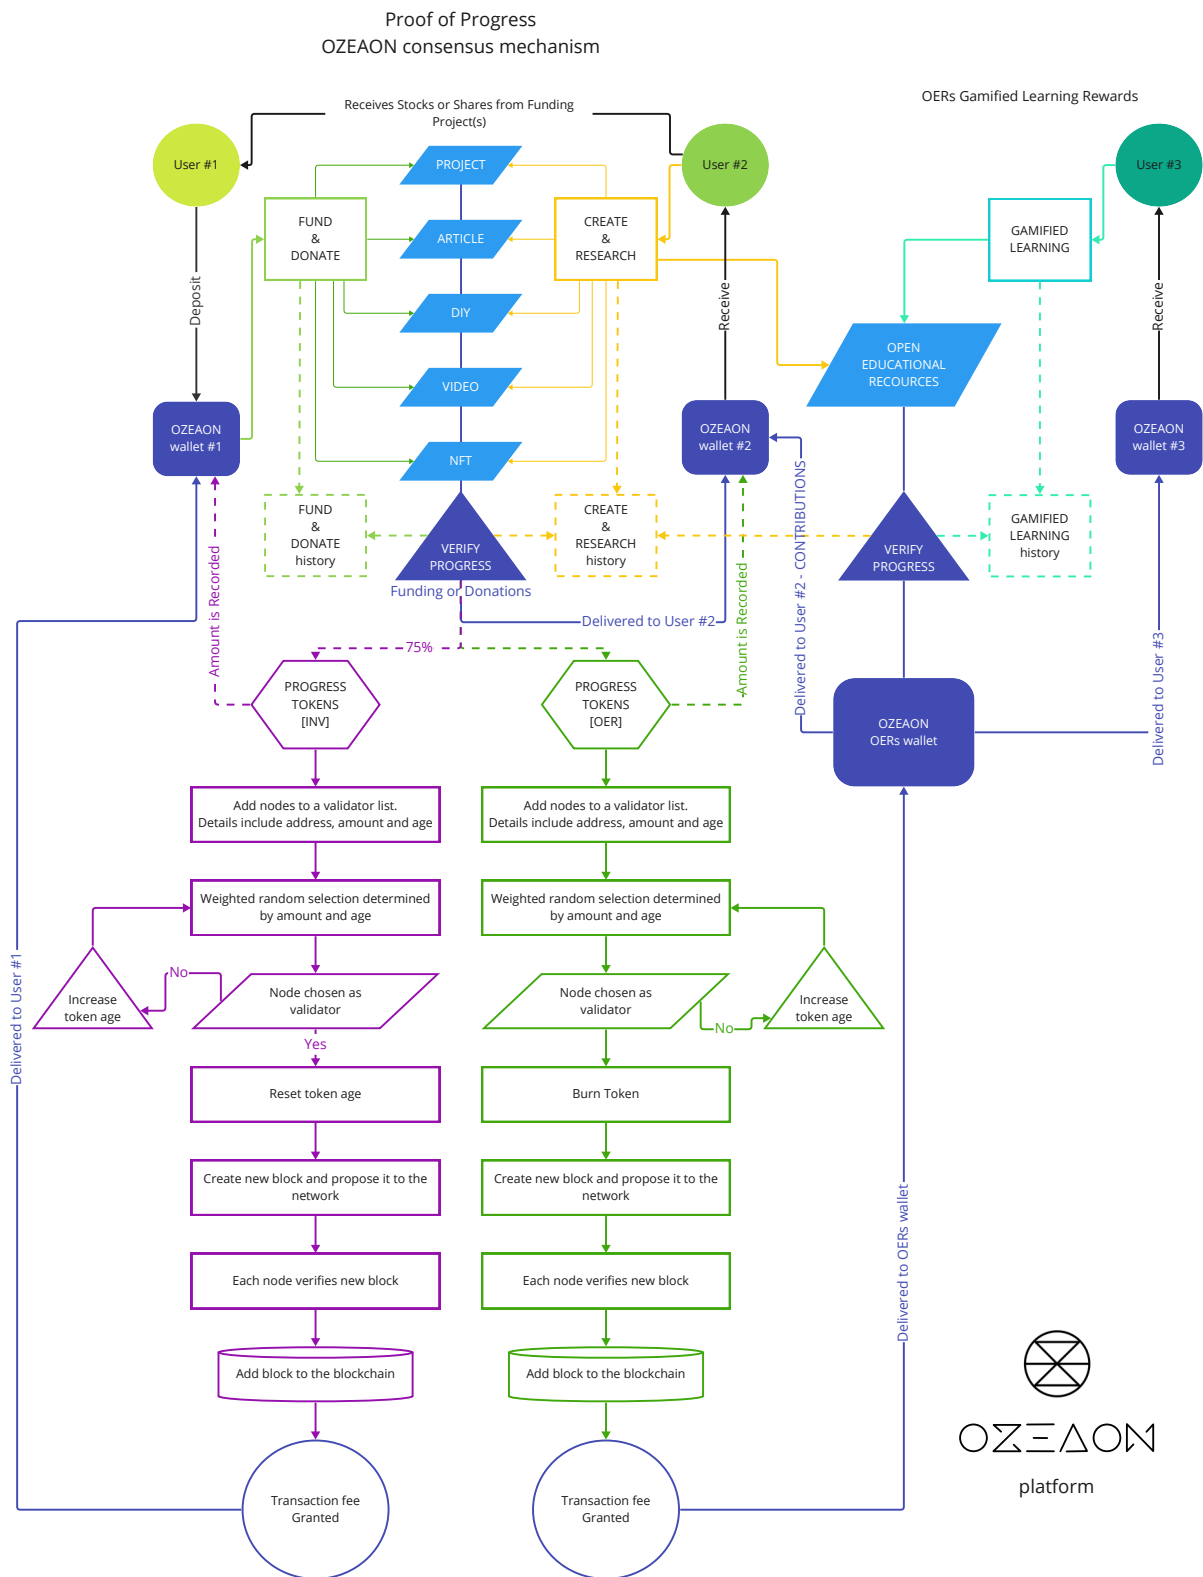 Proof of Progress
OZEAON consensus mechanism
Receives Stocks or Shares from Funding
Project(s)
OERs Gamified Learning Rewards
User #1
PROJECT
User #2
User #3
FUND
&
DONATE
ARTICLE
CREATE
&
RESEARCH
GAMIFIED
LEARNING
Deposit
DIY
Receive
Receive
OPEN
EDUCATIONAL
RECOURCES
VIDEO
OZEAON
wallet #1
NFT
OZEAON
wallet #2
OZEAON
wallet #3
FUND
&
DONATE
history
VERIFY
PROGRESS
CREATE
&
RESEARCH
history
VERIFY
PROGRESS
GAMIFIED
LEARNING
history
Amount is Recorded
Funding or Donations
Delivered to User #2
Amount is Recorded
Delivered to User #2 - CONTRIBUTIONS
Delivered to User #3
75%
PROGRESS
TOKENS
[INV]
PROGRESS
TOKENS
[OER]
OZEAON
OERs wallet
Add nodes to a validator list.
Details include address, amount and age
Add nodes to a validator list.
Details include address, amount and age
Weighted random selection determined
by amount and age
Weighted random selection determined
by amount and age
Delivered to User #1
Increase
token age
No
Node chosen as
validator
Node chosen as
validator
No
Increase
token age
Yes
Reset token age
Burn Token
Create new block and propose it to the
network
Create new block and propose it to the
network
Delivered to OERs wallet
Each node verifies new block
Each node verifies new block
Add block to the blockchain
Add block to the blockchain
Transaction fee
Granted
Transaction fee
Granted
OZEAON
platform